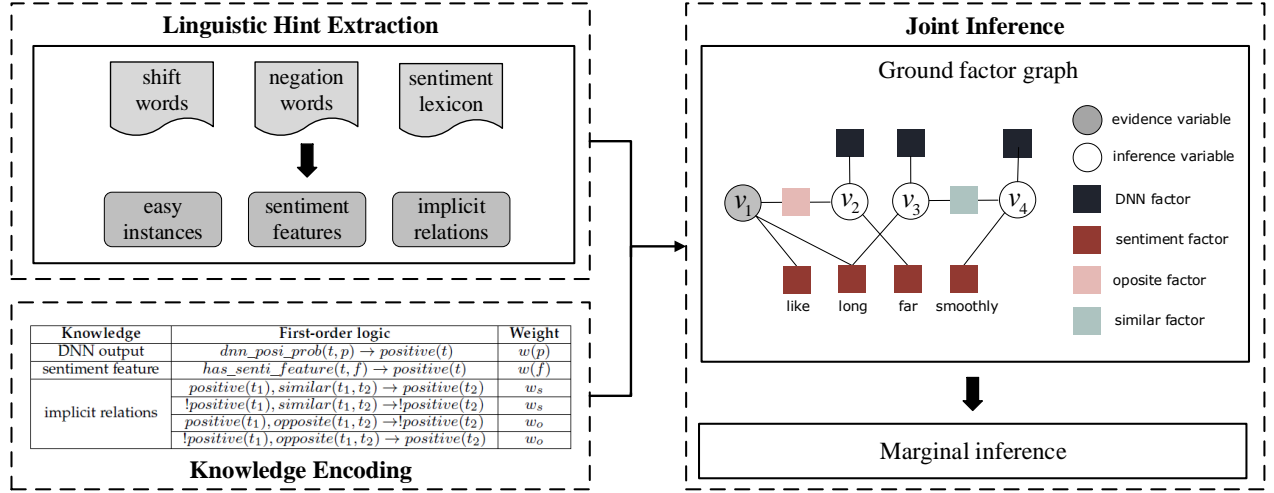 Linguistic Hint Extraction
shift
words
negation
words
sentiment
lexicon
easy
instances
sentiment
features
implicit
relations
Knowledge First-order logic Weight
DNN output dnn_posi_prob(t, p) → positive(t) w(p)
sentiment feature has_senti_feature(t, f) → positive(t) w(f)
implicit relations
positive(t₁), similar(t₁, t₂) → positive(t₂) wₛ
!positive(t₁), similar(t₁, t₂) →!positive(t₂) wₛ
positive(t₁), opposite(t₁, t₂) →!positive(t₂) wₒ
!positive(t₁), opposite(t₁, t₂) → positive(t₂) wₒ
Knowledge Encoding
Joint Inference
Ground factor graph
v₁
v₂
v₃
v₄
like long far smoothly
evidence variable
inference variable
DNN factor
sentiment factor
oposite factor
similar factor
Marginal inference